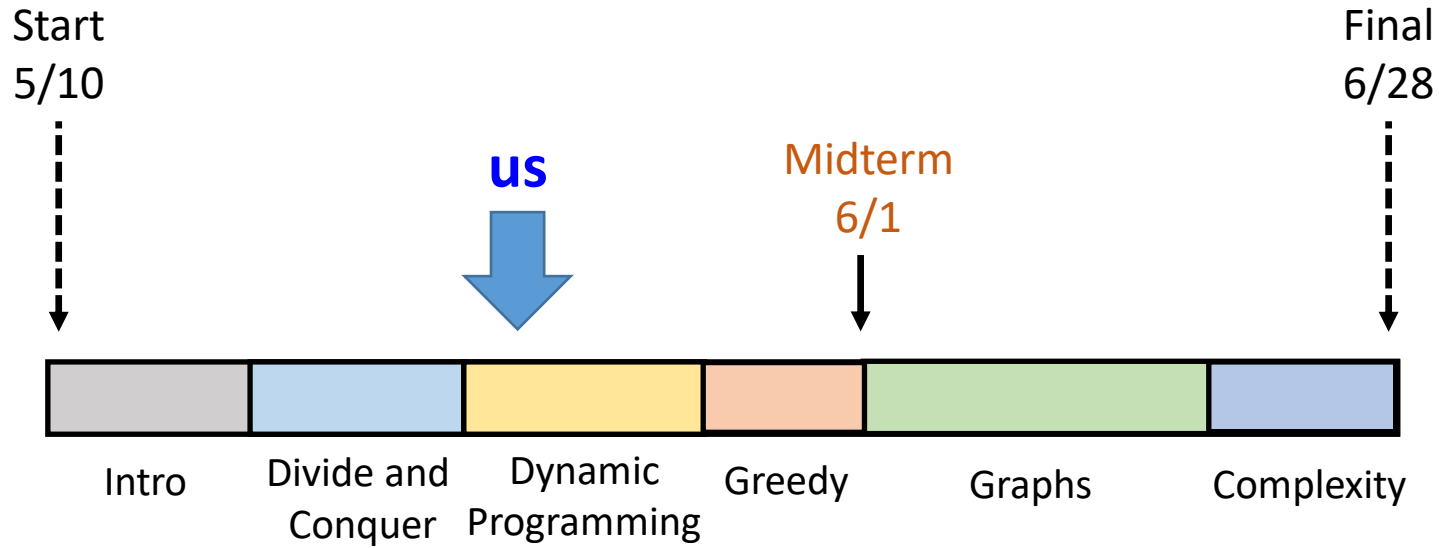 Start
5/10
Final
6/28
us
Midterm
6/1
Intro
Divide and
Conquer
Dynamic
Programming
Greedy
Graphs
Complexity